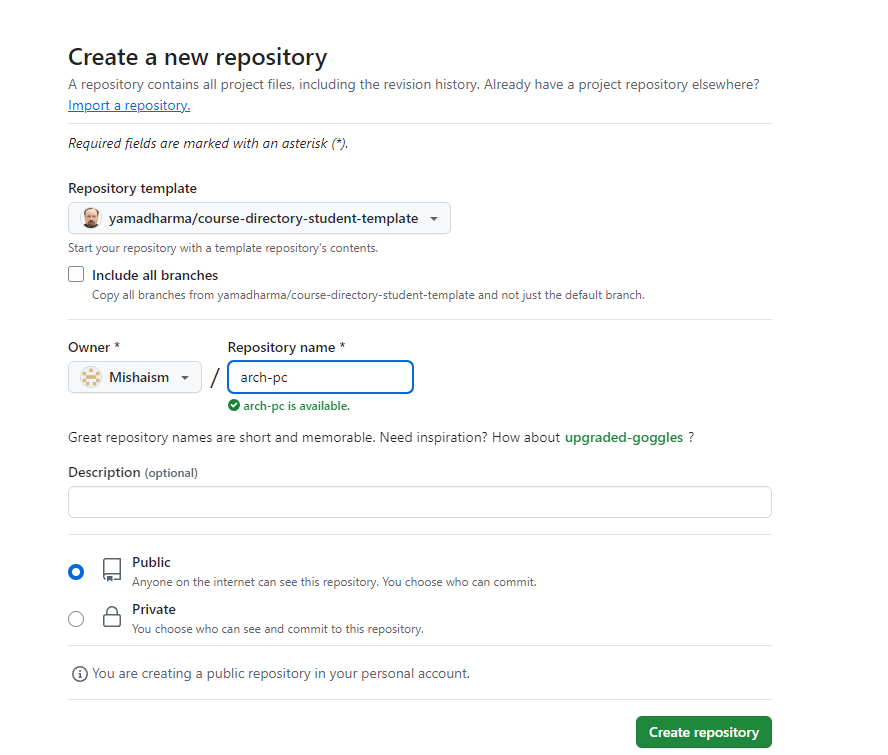 Create a new repository
A repository contains all project files, including the revision history. Already have a project repository elsewhere?
Import a repository.
Required fields are marked with an asterisk (*).
Repository template
yamadharma/course-directory-student-template
Start your repository with a template repository's contents.
Include all branches
Copy all branches from yamadharma/course-directory-student-template and not just the default branch.
Owner * Repository name *
Mishaism / arch-pc
arch-pc is available.
Great repository names are short and memorable. Need inspiration? How about upgraded-goggles ?
Description (optional)
Public
Anyone on the internet can see this repository. You choose who can commit.
Private
You choose who can see and commit to this repository.
You are creating a public repository in your personal account.
Create repository